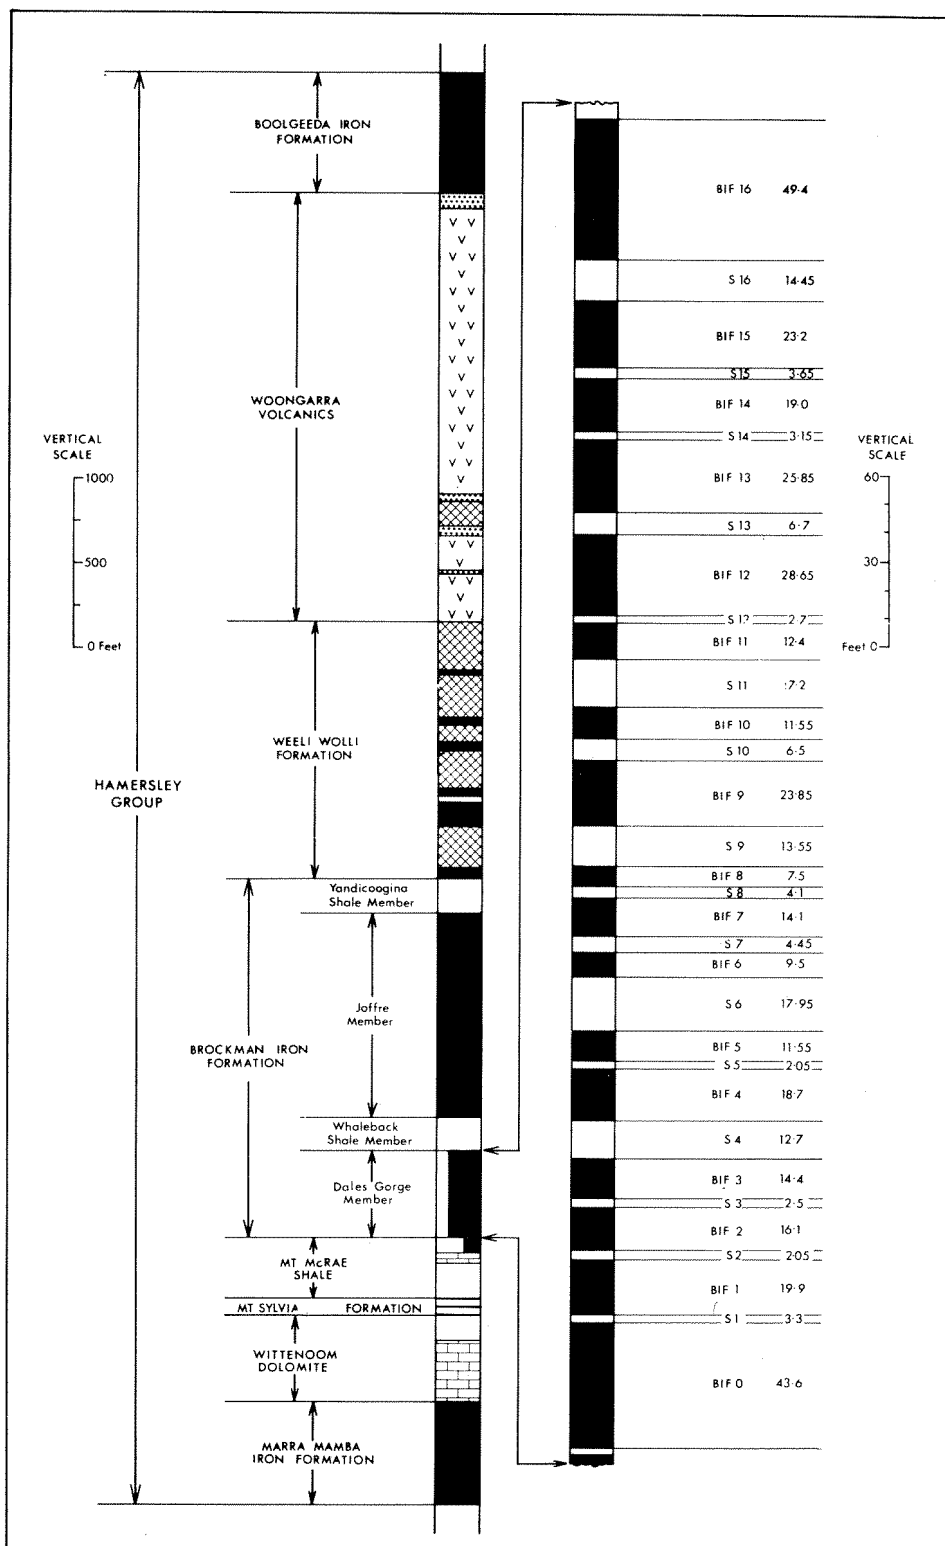 BOOLGEEDA IRON
FORMATION
WOONGARRA
VOLCANICS
VERTICAL
SCALE
1000
500
0 Feet
WEELI WOLLI
FORMATION
HAMERSLEY
GROUP
Yandicoogina
Shale Member
Joffre
Member
BROCKMAN IRON
FORMATION
Whaleback
Shale Member
Dales Gorge
Member
MT McRAE
SHALE
MT SYLVIA FORMATION
WITTENOOM
DOLOMITE
MARRA MAMBA
IRON FORMATION
BIF 16 49·4
S 16 14·45
BIF 15 23·2
S 15 3·65
BIF 14 19·0
S 14 3·15
BIF 13 25·85
S 13 6·7
BIF 12 28·65
S 12 2·7
BIF 11 12·4
S 11 7·2
BIF 10 11·55
S 10 6·5
BIF 9 23·85
S 9 13·55
BIF 8 7·5
S 8 4·1
BIF 7 14·1
S 7 4·45
BIF 6 9·5
S 6 17·95
BIF 5 11·55
S 5 2·05
BIF 4 18·7
S 4 12·7
BIF 3 14·4
S 3 2·5
BIF 2 16·1
S 2 2·05
BIF 1 19·9
S 1 3·3
BIF 0 43·6
VERTICAL
SCALE
60
30
Feet 0